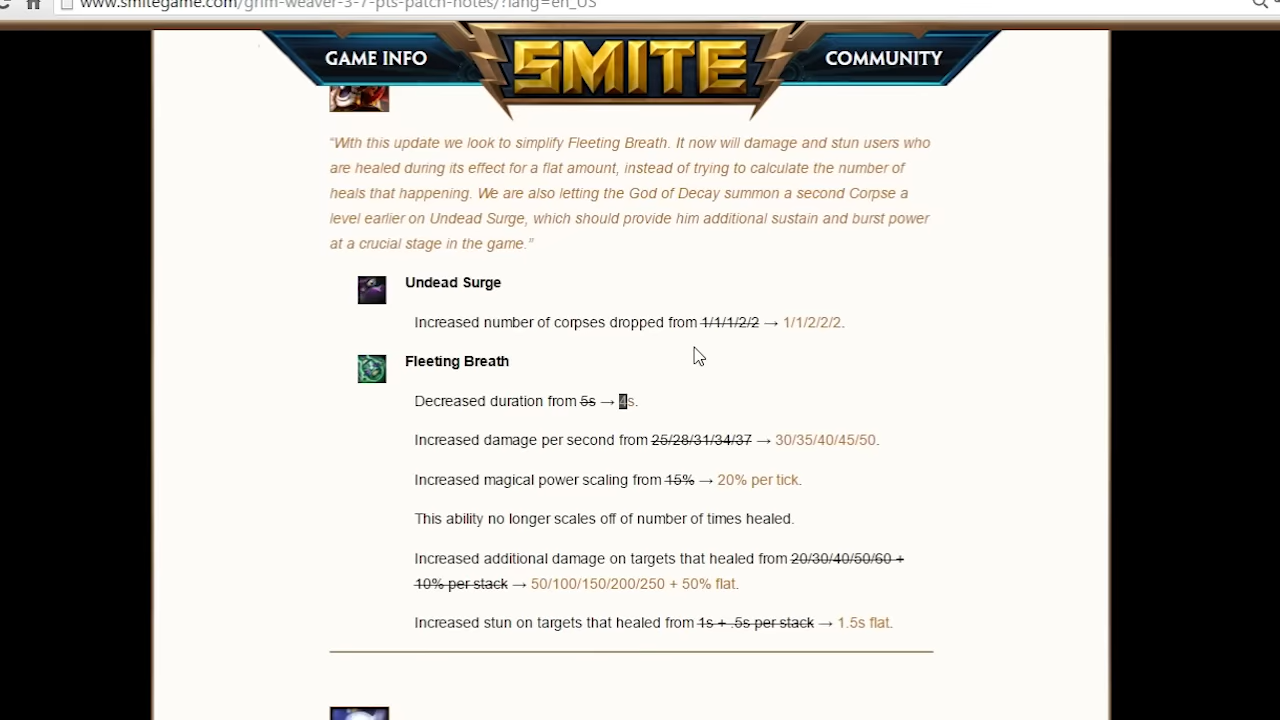 www.smitegame.com/grim-weaver-3-7-pts-patch-notes/?lang=en_US
GAME INFO
SMITE
COMMUNITY
“With this update we look to simplify Fleeting Breath. It now will damage and stun users who
are healed during its effect for a flat amount, instead of trying to calculate the number of
heals that happening. We are also letting the God of Decay summon a second Corpse a
level earlier on Undead Surge, which should provide him additional sustain and burst power
at a crucial stage in the game.”
Undead Surge
Increased number of corpses dropped from 1/1/1/2/2 → 1/1/2/2/2.
Fleeting Breath
Decreased duration from 5s → 4s.
Increased damage per second from 25/28/31/34/37 → 30/35/40/45/50.
Increased magical power scaling from 15% → 20% per tick.
This ability no longer scales off of number of times healed.
Increased additional damage on targets that healed from 20/30/40/50/60 +
10% per stack → 50/100/150/200/250 + 50% flat.
Increased stun on targets that healed from 1s + .5s per stack → 1.5s flat.